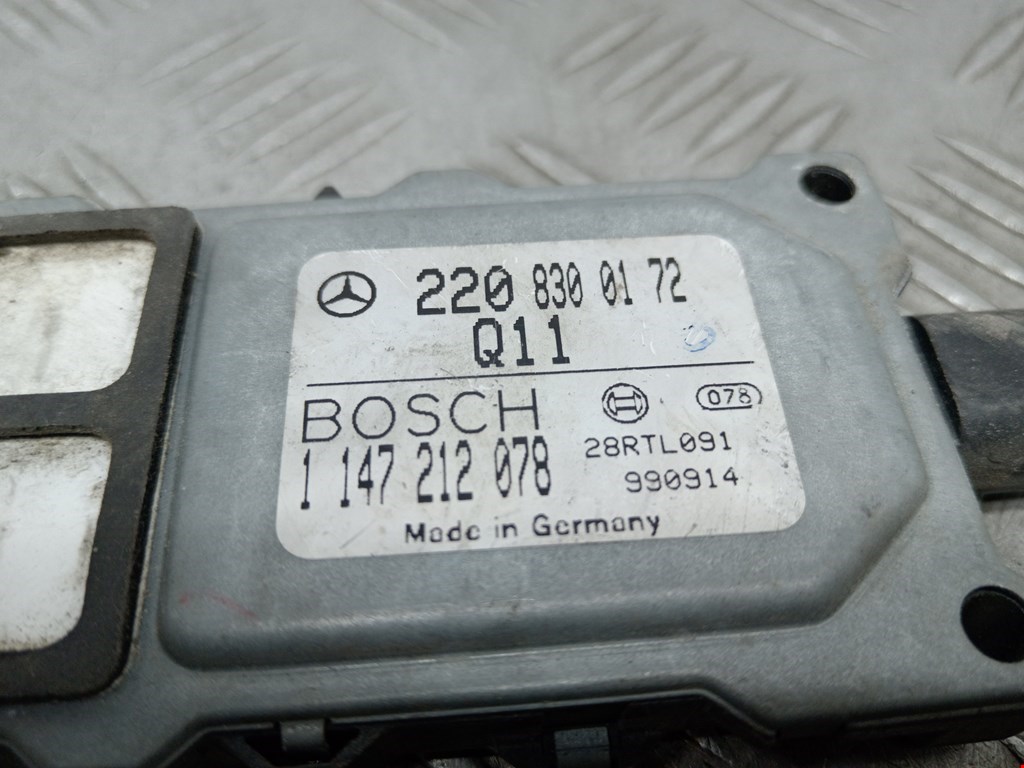 220 830 01 72
Q11
BOSCH
078
1 147 212 078
28RTL091
990914
Made in Germany